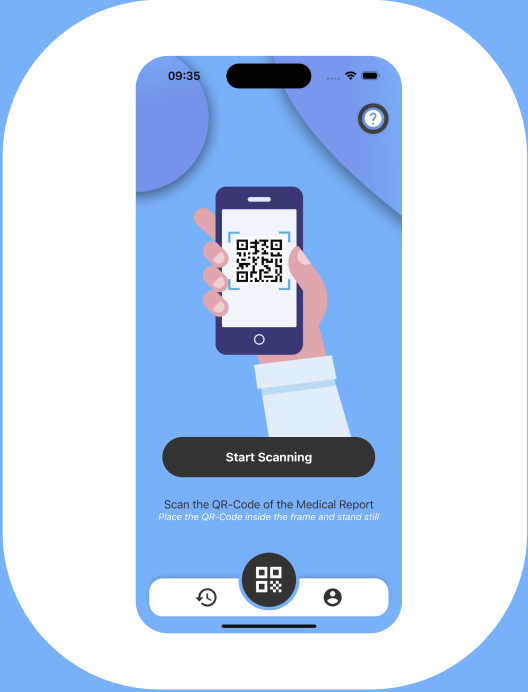 09:35
?
Start Scanning
Scan the QR-Code of the Medical Report
Place the QR-Code inside the frame and stand still